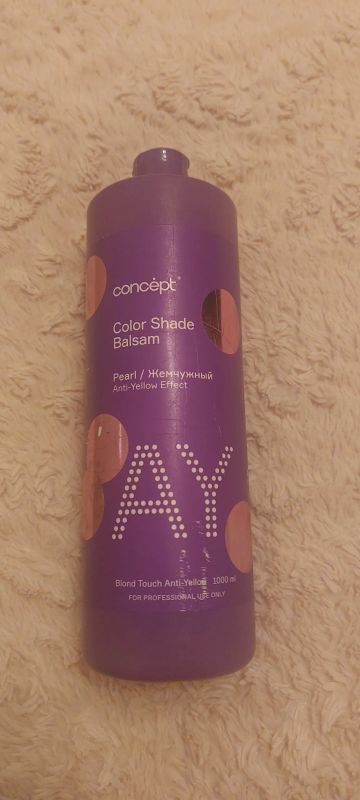 concépt
Color Shade
Balsam
Pearl / Жемчужный
Anti-Yellow Effect
AY
Blond Touch Anti-Yellow 1000 ml
FOR PROFESSIONAL USE ONLY